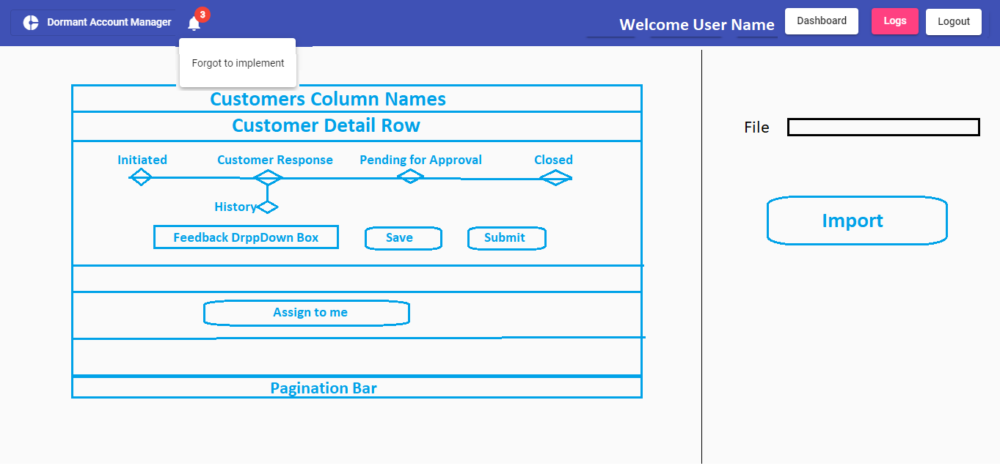 Dormant Account Manager 3 Welcome User Name Dashboard Logs Logout
Forgot to implement
Customers Column Names
Customer Detail Row
Initiated Customer Response Pending for Approval Closed
History
Feedback DrppDown Box Save Submit
Assign to me
Pagination Bar
File
Import